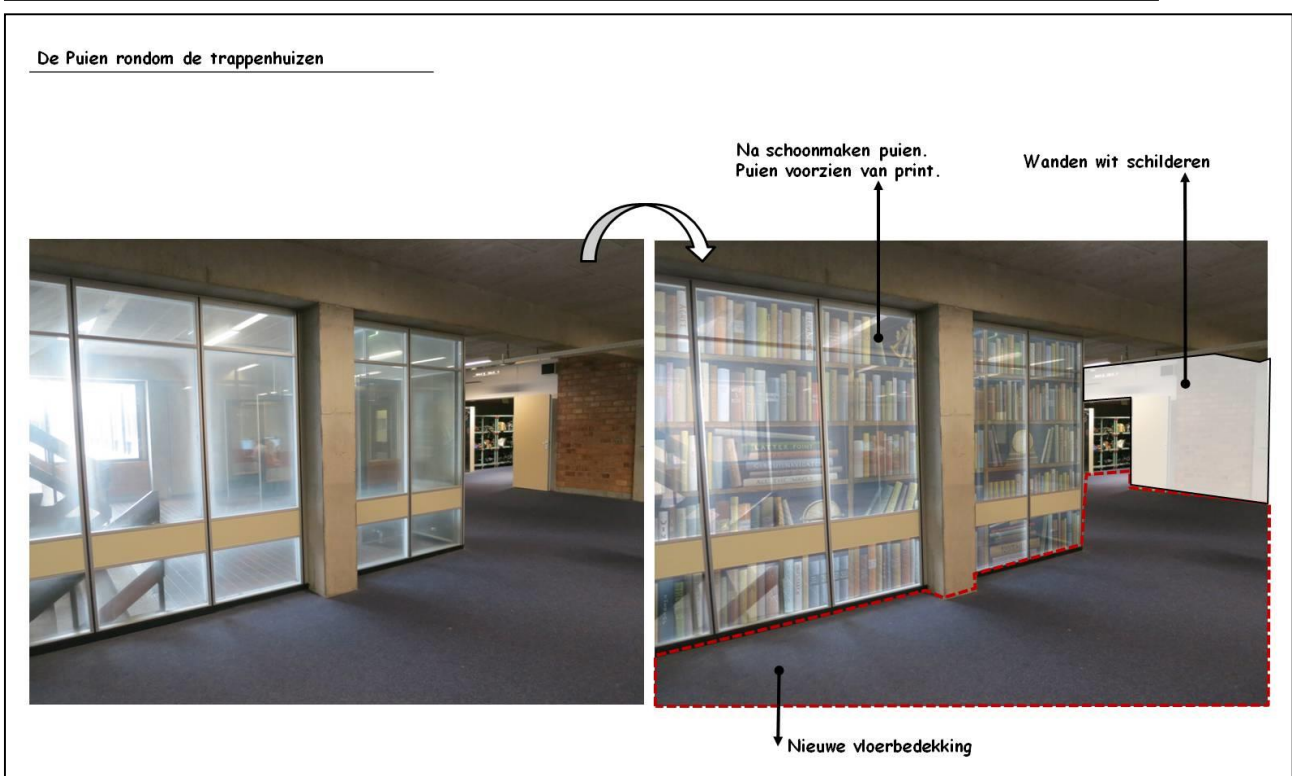 De Puien rondom de trappenhuizen
Na schoonmaken puien.
Puien voorzien van print.
Wanden wit schilderen
Nieuwe vloerbedekking